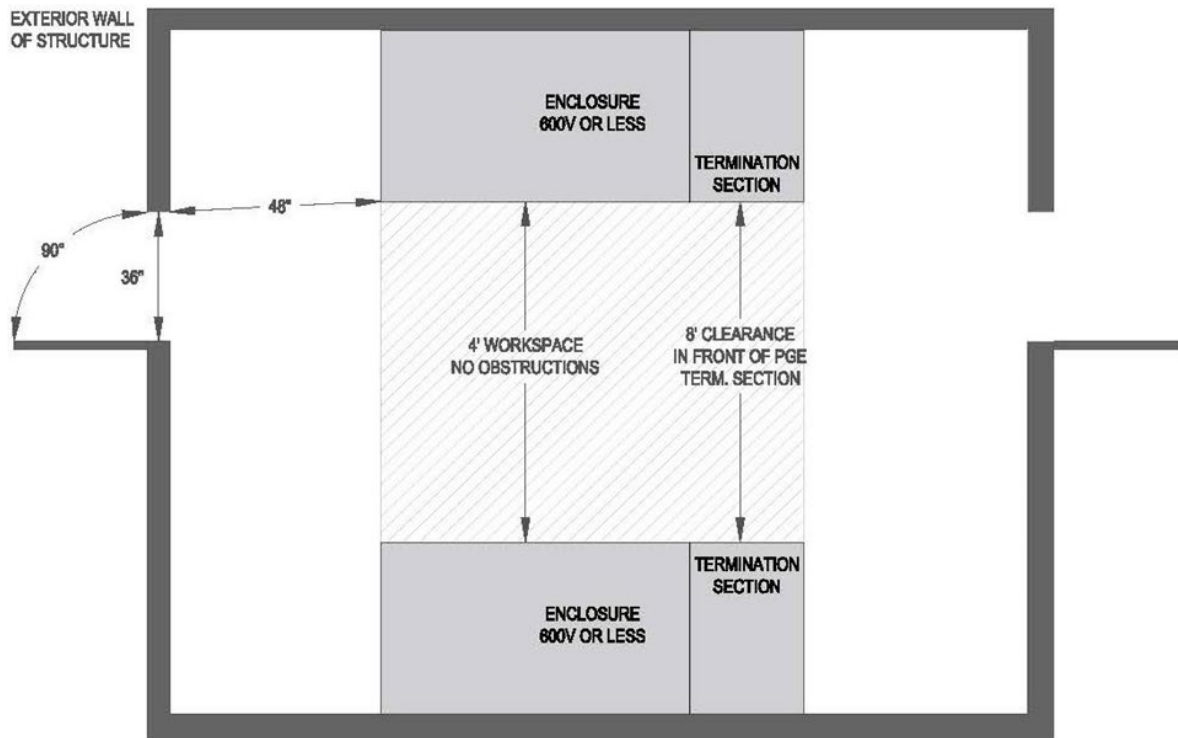 EXTERIOR WALL
OF STRUCTURE
ENCLOSURE
600V OR LESS
TERMINATION
SECTION
48"
90°
36"
4' WORKSPACE
NO OBSTRUCTIONS
8' CLEARANCE
IN FRONT OF PGE
TERM. SECTION
TERMINATION
SECTION
ENCLOSURE
600V OR LESS